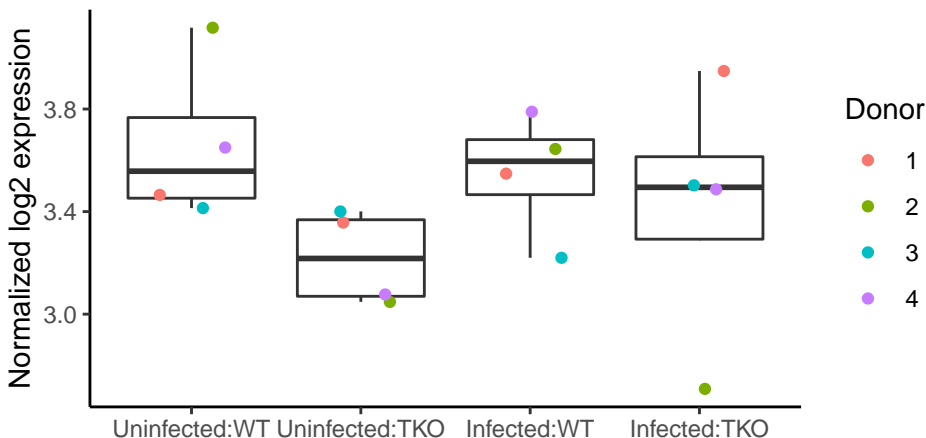 Normalized log2 expression
3.8
3.4
3.0
Uninfected:WT Uninfected:TKO Infected:WT Infected:TKO
Donor
1
2
3
4